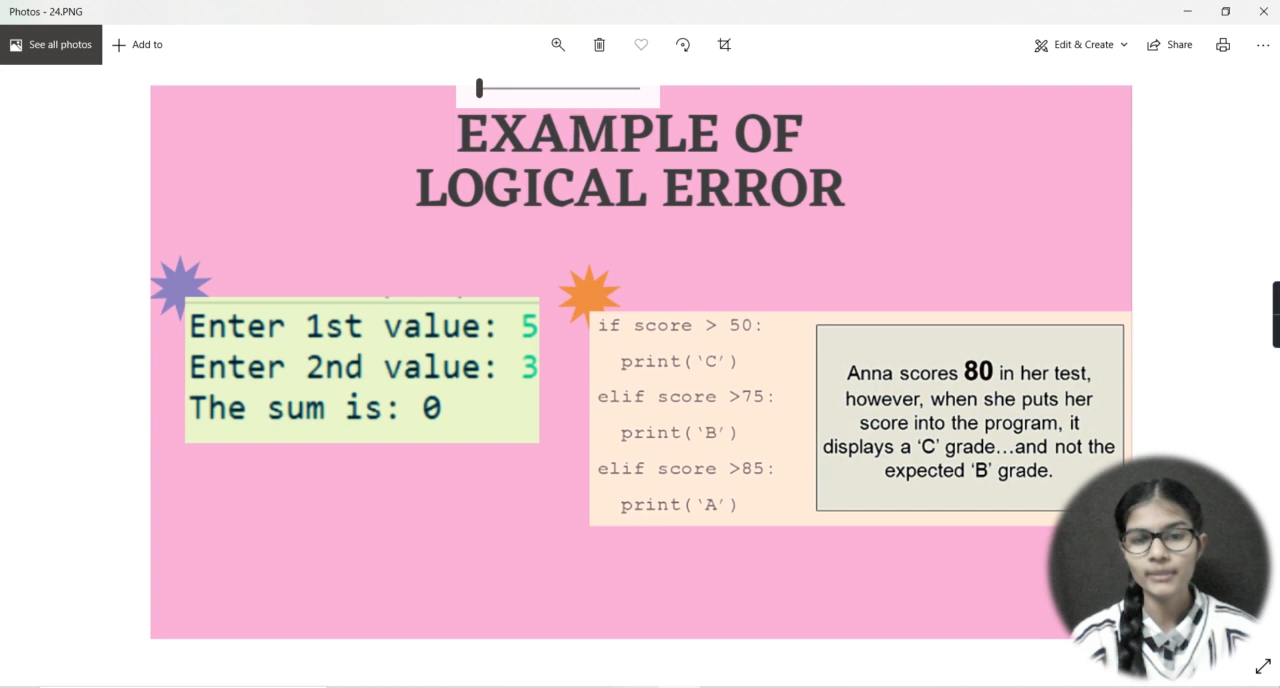 Photos - 24.PNG
See all photos
Add to
Edit & Create
Share
EXAMPLE OF
LOGICAL ERROR
Enter 1st value: 5
Enter 2nd value: 3
The sum is: 0
if score > 50:
print(‘C’)
elif score >75:
print(‘B’)
elif score >85:
print(‘A’)
Anna scores 80 in her test,
however, when she puts her
score into the program, it
displays a ‘C’ grade...and not the
expected ‘B’ grade.